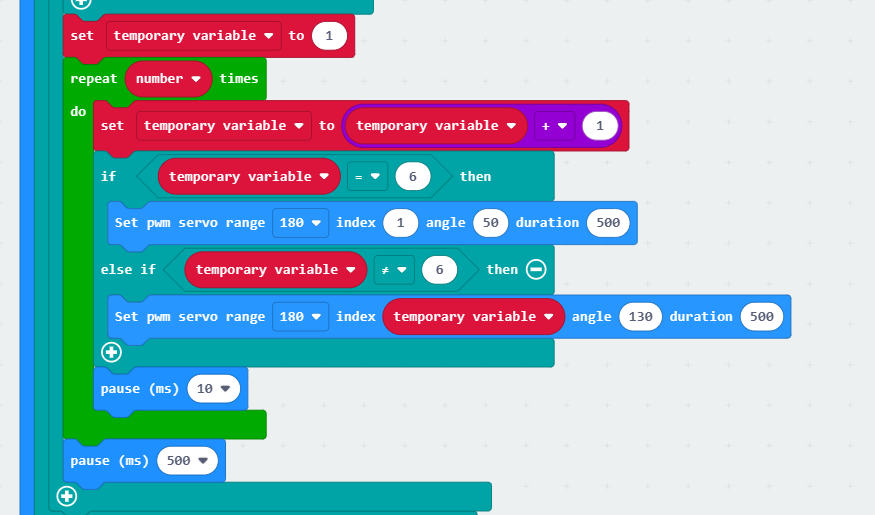 set temporary variable to 1
repeat number times
do
set temporary variable to temporary variable + 1
if temporary variable = 6 then
Set pwm servo range 180 index 1 angle 50 duration 500
else if temporary variable ≠ 6 then
Set pwm servo range 180 index temporary variable angle 130 duration 500
pause (ms) 10
pause (ms) 500